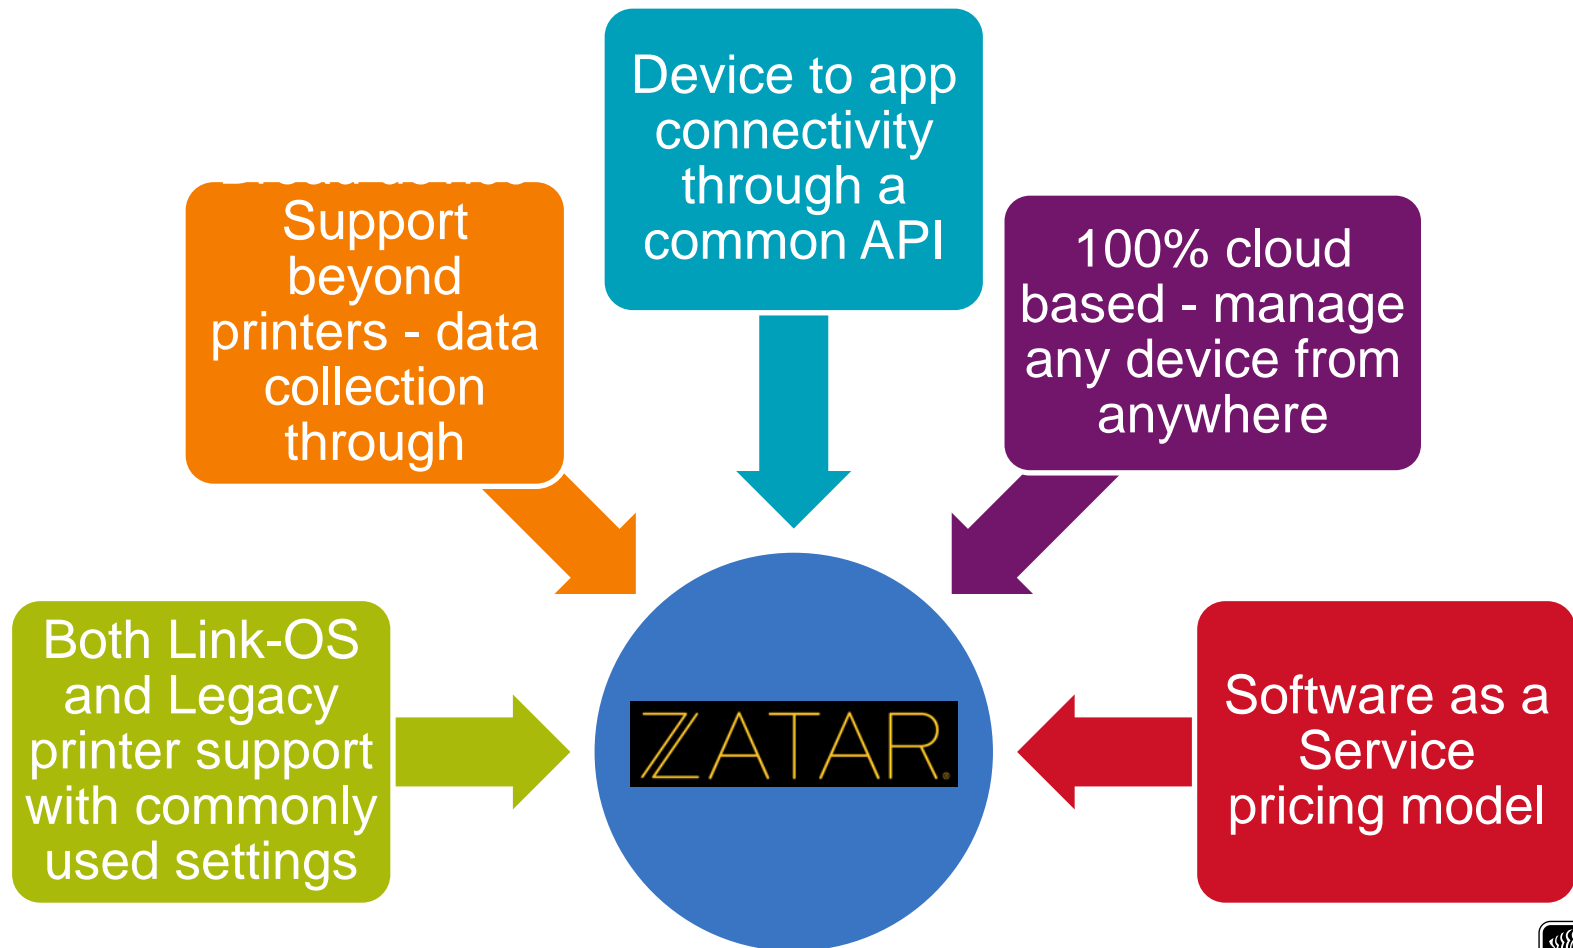 Device to app
connectivity
through a
common API
Broad device
Support
beyond
printers - data
collection
through
100% cloud
based - manage
any device from
anywhere
Both Link-OS
and Legacy
printer support
with commonly
used settings
ZATAR®
Software as a
Service
pricing model